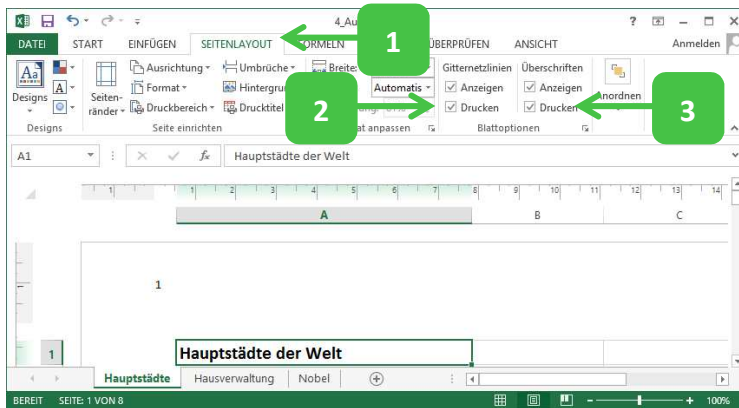 4_Au
DATEI START EINFÜGEN SEITENLAYOUT FORMELN ÜBERPRÜFEN ANSICHT Anmelden
1
Ausrichtung Umbrüche Breite: Gitternetzlinien Überschriften
Designs Seiten-ränder Format Automatis Anzeigen Anzeigen Anordnen
Druckbereich Drucktitel Drucken Drucken
2 3
Designs Seite einrichten anpassen Blattoptionen
A1 fx Hauptstädte der Welt
1 1 2 3 4 5 6 7 8 9 10 11 12 13 14
A B C
1
1 Hauptstädte der Welt
Hauptstädte Hausverwaltung Nobel
BEREIT SEITE: 1 VON 8 100%